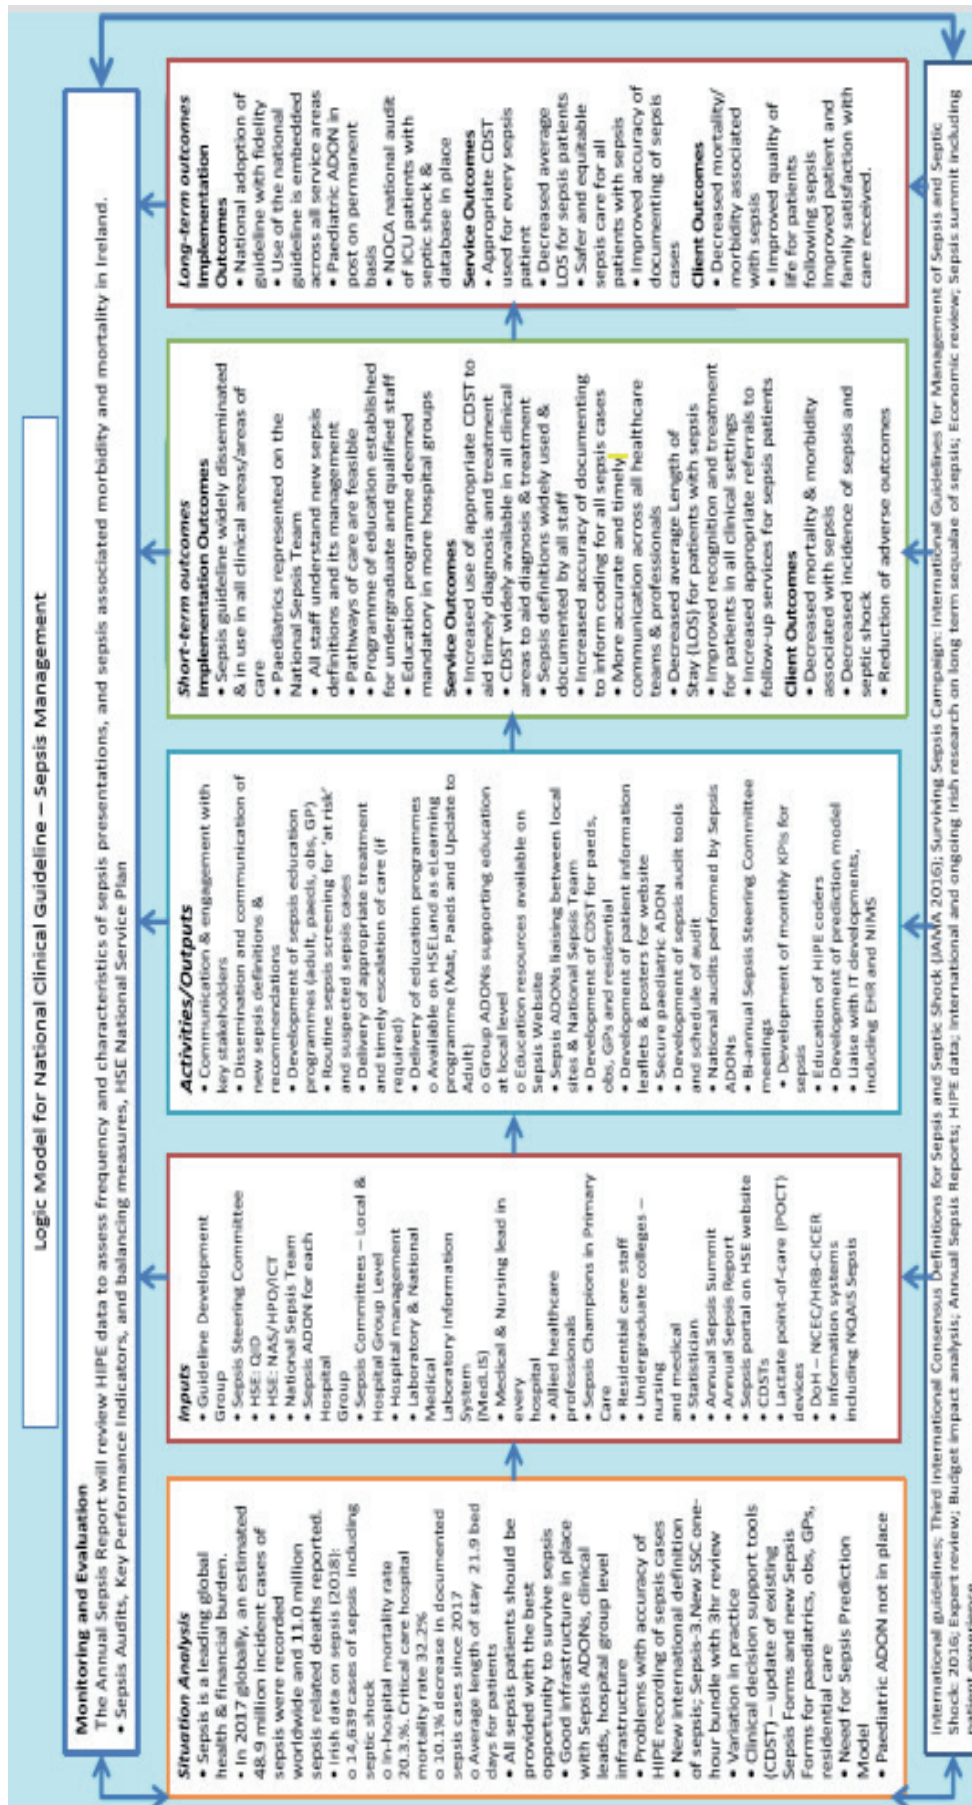 Logic Model for National Clinical Guideline – Sepsis Management
Monitoring and Evaluation
The Annual Sepsis Report will review HIPE data to assess frequency and characteristics of sepsis presentations, and sepsis associated morbidity and mortality in Ireland.
• Sepsis Audits, Key Performance Indicators, and balancing measures, HSE National Service Plan
Situation Analysis
• Sepsis is a leading global
health & financial burden.
• In 2017 globally, an estimated
48.9 million incident cases of
sepsis were recorded
worldwide and 11.0 million
sepsis related deaths reported.
• Irish data on sepsis (2018):
o 14,639 cases of sepsis including
septic shock
o In-hospital mortality rate
20.3.%. Critical care hospital
mortality rate 32.2%
o 10.1% decrease in documented
sepsis cases since 2017
o Average length of stay 21.9 bed
days for patients
• All sepsis patients should be
provided with the best
opportunity to survive sepsis
• Good infrastructure in place
with Sepsis ADONs, clinical
leads, hospital group level
infrastructure
• Problems with accuracy of
HIPE recording of sepsis cases
• New international definition
of sepsis; Sepsis-3.New SSC one-
hour bundle with 3hr review
• Variation in practice
• Clinical decision support tools
(CDST) – update of existing
Sepsis Forms and new Sepsis
Forms for paediatrics, obs, GPs,
residential care
• Need for Sepsis Prediction
Model
• Paediatric ADON not in place
Inputs
• Guideline Development
Group
• Sepsis Steering Committee
• HSE: QID
• HSE: NAS/HPO/ICT
• National Sepsis Team
• Sepsis ADON for each
Hospital
Group
• Sepsis Committees – Local &
Hospital Group Level
• Hospital management
• Laboratory & National
Medical
Laboratory Information
System
(MedLIS)
• Medical & Nursing lead in
every
hospital
• Allied healthcare
professionals
• Sepsis Champions in Primary
Care
• Residential care staff
• Undergraduate colleges –
nursing
and medical
• Statistician
• Annual Sepsis Summit
• Annual Sepsis Report
• Sepsis portal on HSE website
• CDSTs
• Lactate point-of-care (POCT)
devices
• DoH – NCEC/HRB-CICER
• Information systems
including NQAIS Sepsis
Activities/Outputs
• Communication & engagement with
key stakeholders
• Dissemination and communication of
new sepsis definitions &
recommendations
• Development of sepsis education
programmes (adult, paeds, obs, GP)
• Routine sepsis screening for 'at risk'
and suspected sepsis cases
• Delivery of appropriate treatment
and timely escalation of care (if
required)
• Delivery of education programmes
o Available on HSELand as eLearning
programme (Mat, Paeds and Update to
Adult)
o Group ADONs supporting education
at local level
o Education resources available on
Sepsis Website
• Sepsis ADONs liaising between local
sites & National Sepsis Team
• Development of CDST for paeds,
obs, GPs and residential
• Development of patient information
leaflets & posters for website
• Secure paediatric ADON
• Development of sepsis audit tools
and schedule of audit
• National audits performed by Sepsis
ADONs
• Bi-annual Sepsis Steering Committee
meetings
• Development of monthly KPIs for
sepsis
• Education of HIPE coders
• Development of prediction model
• Liaise with IT developments,
including EHR and NIMS
Short-term outcomes
Implementation Outcomes
• Sepsis guideline widely disseminated
& in use in all clinical areas/areas of
care
• Paediatrics represented on the
National Sepsis Team
• All staff understand new sepsis
definitions and its management
• Pathways of care are feasible
• Programme of education established
for undergraduate and qualified staff
• Education programme deemed
mandatory in more hospital groups
Service Outcomes
• Increased use of appropriate CDST to
aid timely diagnosis and treatment
• CDST widely available in all clinical
areas to aid diagnosis & treatment
• Sepsis definitions widely used &
documented by all staff
• Increased accuracy of documenting
to inform coding for all sepsis cases
• More accurate and timely
communication across all healthcare
teams & professionals
• Decreased average Length of
Stay (LOS) for patients with sepsis
• Improved recognition and treatment
for patients in all clinical settings
• Increased appropriate referrals to
follow-up services for sepsis patients
Client Outcomes
• Decreased mortality & morbidity
associated with sepsis
• Decreased incidence of sepsis and
septic shock
• Reduction of adverse outcomes
Long-term outcomes
Implementation
Outcomes
• National adoption of
guideline with fidelity
• Use of the national
guideline is embedded
across all service areas
• Paediatric ADON in
post on permanent
basis
• NOCA national audit
of ICU patients with
septic shock &
database in place
Service Outcomes
• Appropriate CDST
used for every sepsis
patient
• Decreased average
LOS for sepsis patients
• Safer and equitable
sepsis care for all
patients with sepsis
• Improved accuracy of
documenting of sepsis
cases
Client Outcomes
• Decreased mortality/
morbidity associated
with sepsis
• Improved quality of
life for patients
following sepsis
Improved patient and
family satisfaction with
care received.
International guidelines; Third International Consensus Definitions for Sepsis and Septic Shock (JAMA 2016); Surviving Sepsis Campaign: International Guidelines for Management of Sepsis and Septic
Shock: 2016; Expert review; Budget impact analysis; Annual Sepsis Reports; HIPE data; International and ongoing Irish research on long term sequalae of sepsis; Economic review; Sepsis summit including
patient experience